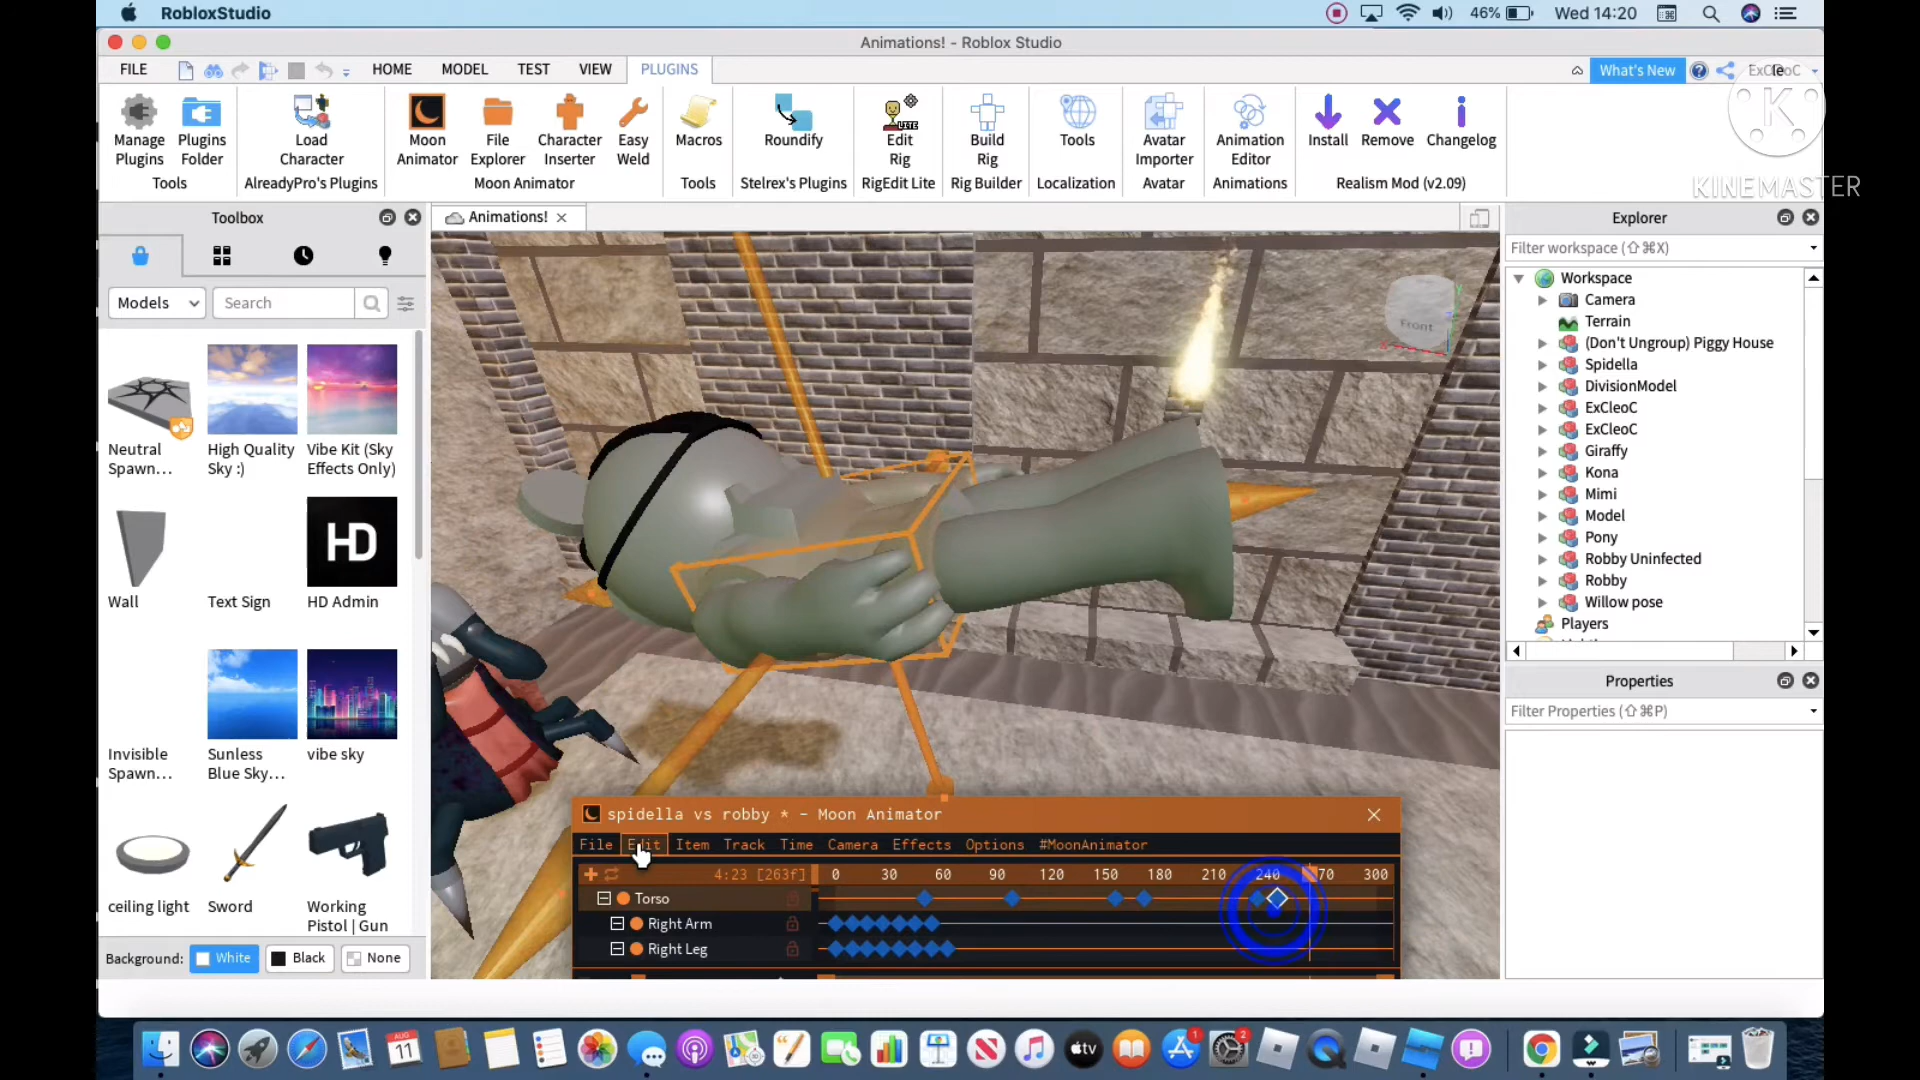 RobloxStudio
46%
Wed 14:20
Animations! - Roblox Studio
FILE
HOME
MODEL
TEST
VIEW
PLUGINS
What's New
ExCleoC
Manage Plugins
Plugins Folder
Load Character
Moon Animator
File Explorer
Character Inserter
Easy Weld
Macros
Roundify
LITE
Edit Rig
Build Rig
Tools
Avatar Importer
Animation Editor
Install
Remove
Changelog
Tools
AlreadyPro's Plugins
Moon Animator
Tools
Stelrex's Plugins
RigEdit Lite
Rig Builder
Localization
Avatar
Animations
Realism Mod (v2.09)
K
KINEMASTER
Toolbox
Animations!
Explorer
Filter workspace (⇧⌘X)
Models
Search
Workspace
Camera
Terrain
(Don't Ungroup) Piggy House
Spidella
DivisionModel
ExCleoC
ExCleoC
Giraffy
Kona
Mimi
Model
Pony
Robby Uninfected
Robby
Willow pose
Players
Front
Neutral Spawn...
High Quality Sky :)
Vibe Kit (Sky Effects Only)
HD
Wall
Text Sign
HD Admin
Invisible Spawn...
Sunless Blue Sky...
vibe sky
ceiling light
Sword
Working Pistol | Gun
Background:
White
Black
None
Properties
Filter Properties (⇧⌘P)
spidella vs robby * - Moon Animator
File
Edit
Item
Track
Time
Camera
Effects
Options
#MoonAnimator
4:23 [263f]
0
30
60
90
120
150
180
210
240
70
300
Torso
Right Arm
Right Leg
AUG
11
tv
1
2